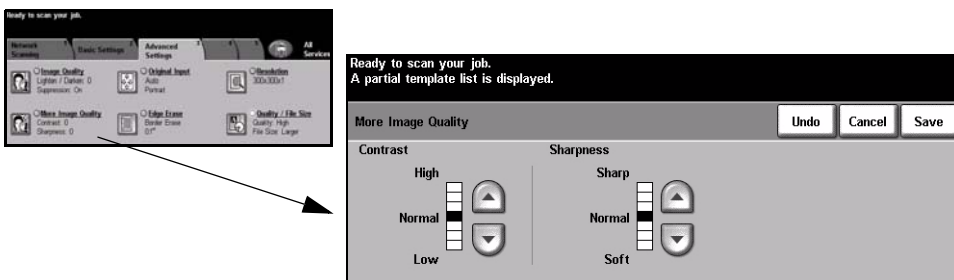 Ready to scan your job.
Network Scanning
Basic Settings
Advanced Settings
All Services
Image Quality
Lighten / Darken: 0
Suppression: On
Original Input
Auto
Portrait
Resolution
300x300x1
More Image Quality
Contrast: 0
Sharpness: 0
Edge Erase
Border Erase
0.1"
Quality / File Size
Quality: High
File Size: Larger
Ready to scan your job.
A partial template list is displayed.
More Image Quality
Undo
Cancel
Save
Contrast
Sharpness
High
Normal
Low
Sharp
Normal
Soft